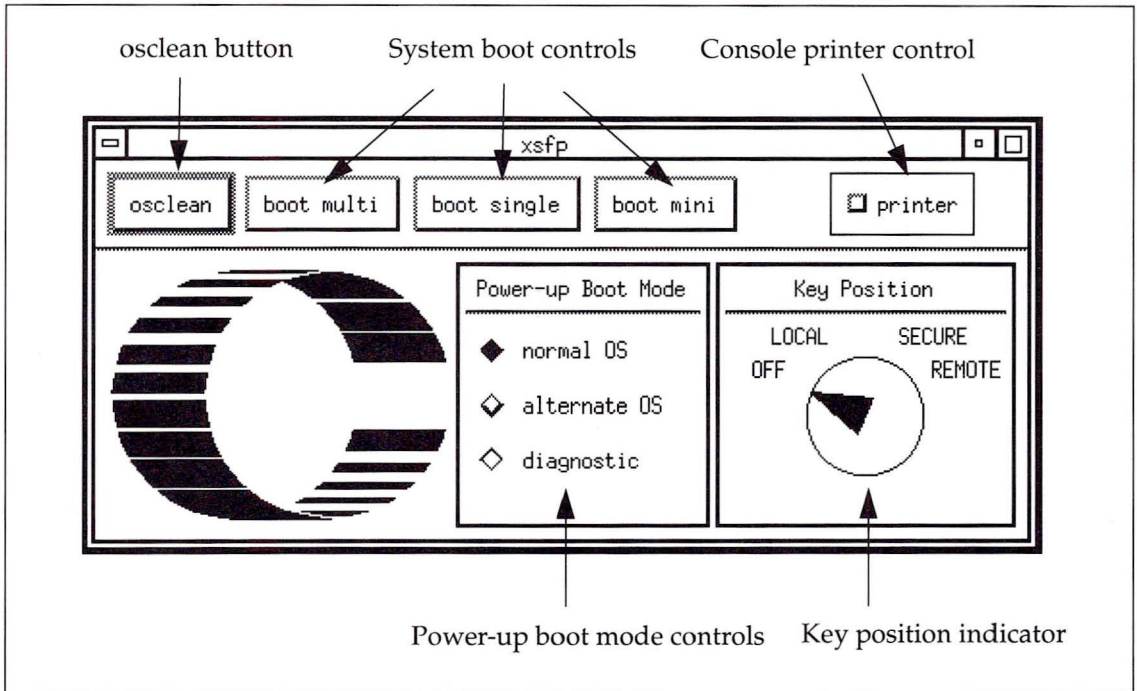 osclean button
System boot controls
Console printer control
xsfp
osclean
boot multi
boot single
boot mini
printer
Power-up Boot Mode
normal OS
alternate OS
diagnostic
Key Position
LOCAL
SECURE
OFF
REMOTE
Power-up boot mode controls
Key position indicator